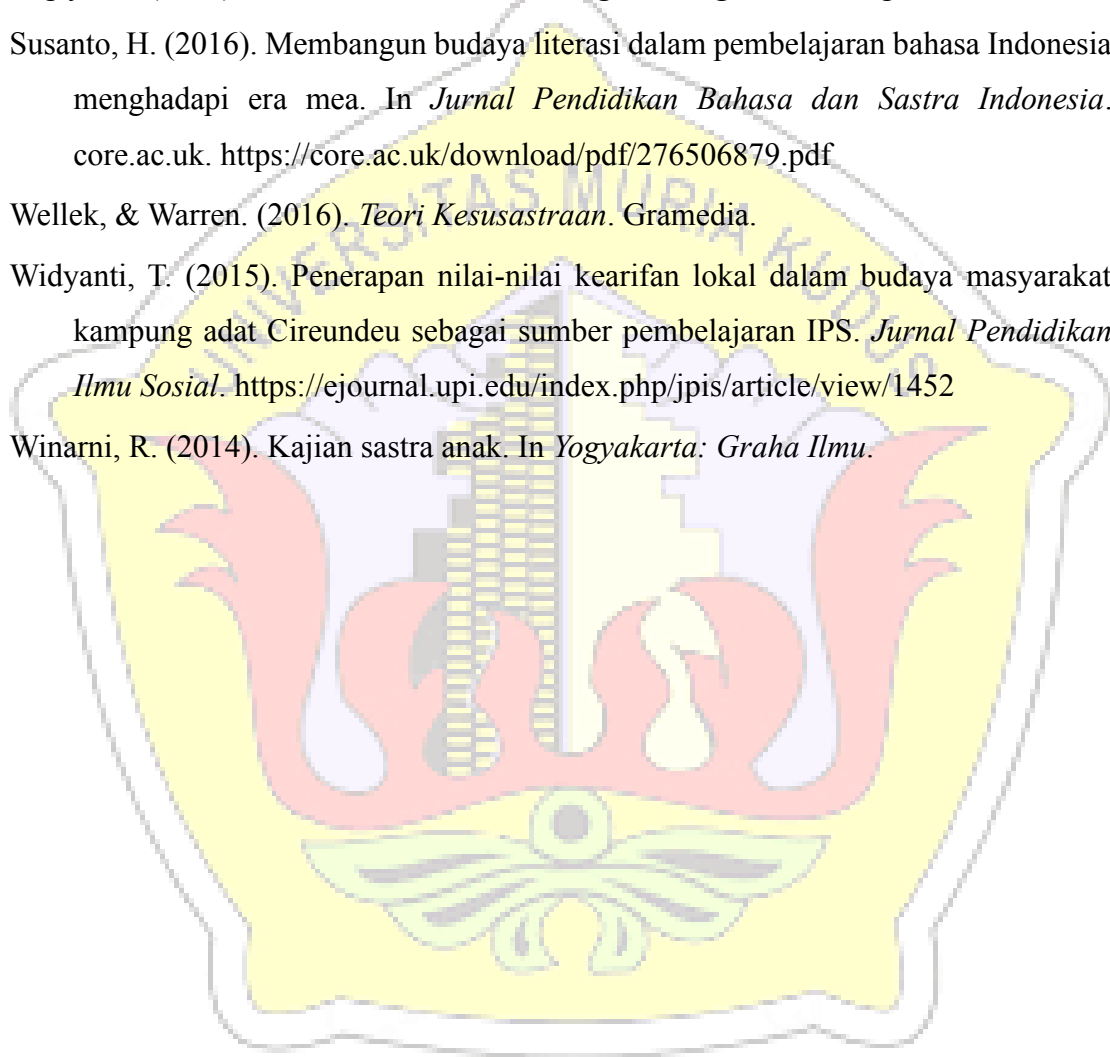 Susanto, H. (2016). Membangun budaya literasi dalam pembelajaran bahasa Indonesia
menghadapi era mea. In Jurnal Pendidikan Bahasa dan Sastra Indonesia.
core.ac.uk. https://core.ac.uk/download/pdf/276506879.pdf
Wellek, & Warren. (2016). Teori Kesusastraan. Gramedia.
Widyanti, T. (2015). Penerapan nilai-nilai kearifan lokal dalam budaya masyarakat
kampung adat Cireundeu sebagai sumber pembelajaran IPS. Jurnal Pendidikan
Ilmu Sosial. https://ejournal.upi.edu/index.php/jpis/article/view/1452
Winarni, R. (2014). Kajian sastra anak. In Yogyakarta: Graha Ilmu.
UNIVERSITAS MURIA KUDUS